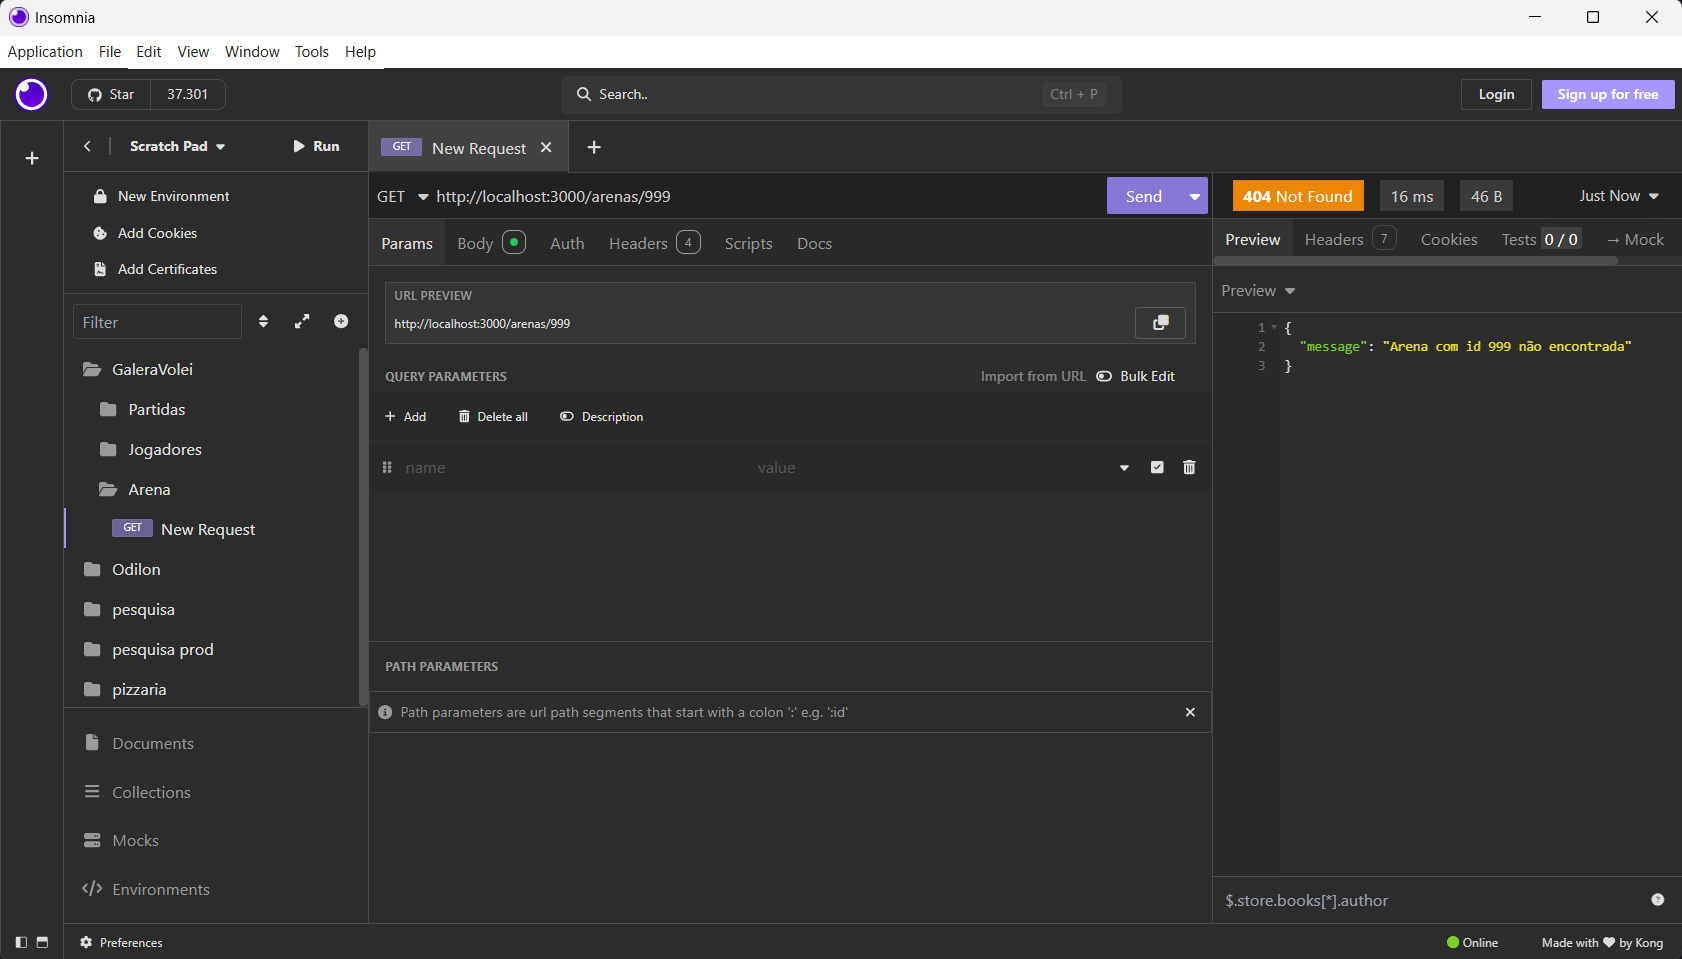 Insomnia
Application File Edit View Window Tools Help
Star 37.301
Search..
Ctrl + P
Login
Sign up for free
Scratch Pad
Run
GET New Request
New Environment
Add Cookies
Add Certificates
Filter
GaleraVolei
Partidas
Jogadores
Arena
GET New Request
Odilon
pesquisa
pesquisa prod
pizzaria
Documents
Collections
Mocks
Environments
GET http://localhost:3000/arenas/999
Send
Params Body Auth Headers 4 Scripts Docs
URL PREVIEW
http://localhost:3000/arenas/999
QUERY PARAMETERS
Import from URL
Bulk Edit
Add
Delete all
Description
name value
PATH PARAMETERS
Path parameters are url path segments that start with a colon ':' e.g. ':id'
404 Not Found 16 ms 46 B Just Now
Preview Headers 7 Cookies Tests 0 / 0 → Mock
Preview
1 {
2 "message": "Arena com id 999 não encontrada"
3 }
$.store.books[*].author
Preferences
Online
Made with ♥ by Kong